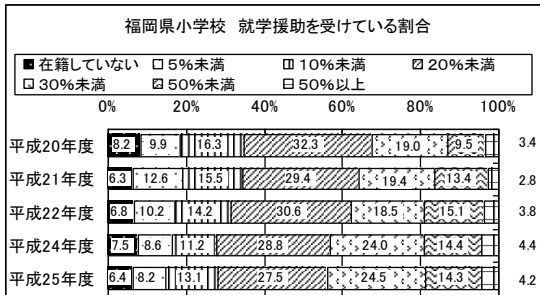 福岡県小学校 就学援助を受けている割合
在籍していない 5%未満 10%未満 20%未満
30%未満 50%未満 50%以上
0% 20% 40% 60% 80% 100%
平成20年度 8.2 9.9 16.3 32.3 19.0 9.5 3.4
平成21年度 6.3 12.6 15.5 29.4 19.4 13.4 2.8
平成22年度 6.8 10.2 14.2 30.6 18.5 15.1 3.8
平成24年度 7.5 8.6 11.2 28.8 24.0 14.4 4.4
平成25年度 6.4 8.2 13.1 27.5 24.5 14.3 4.2